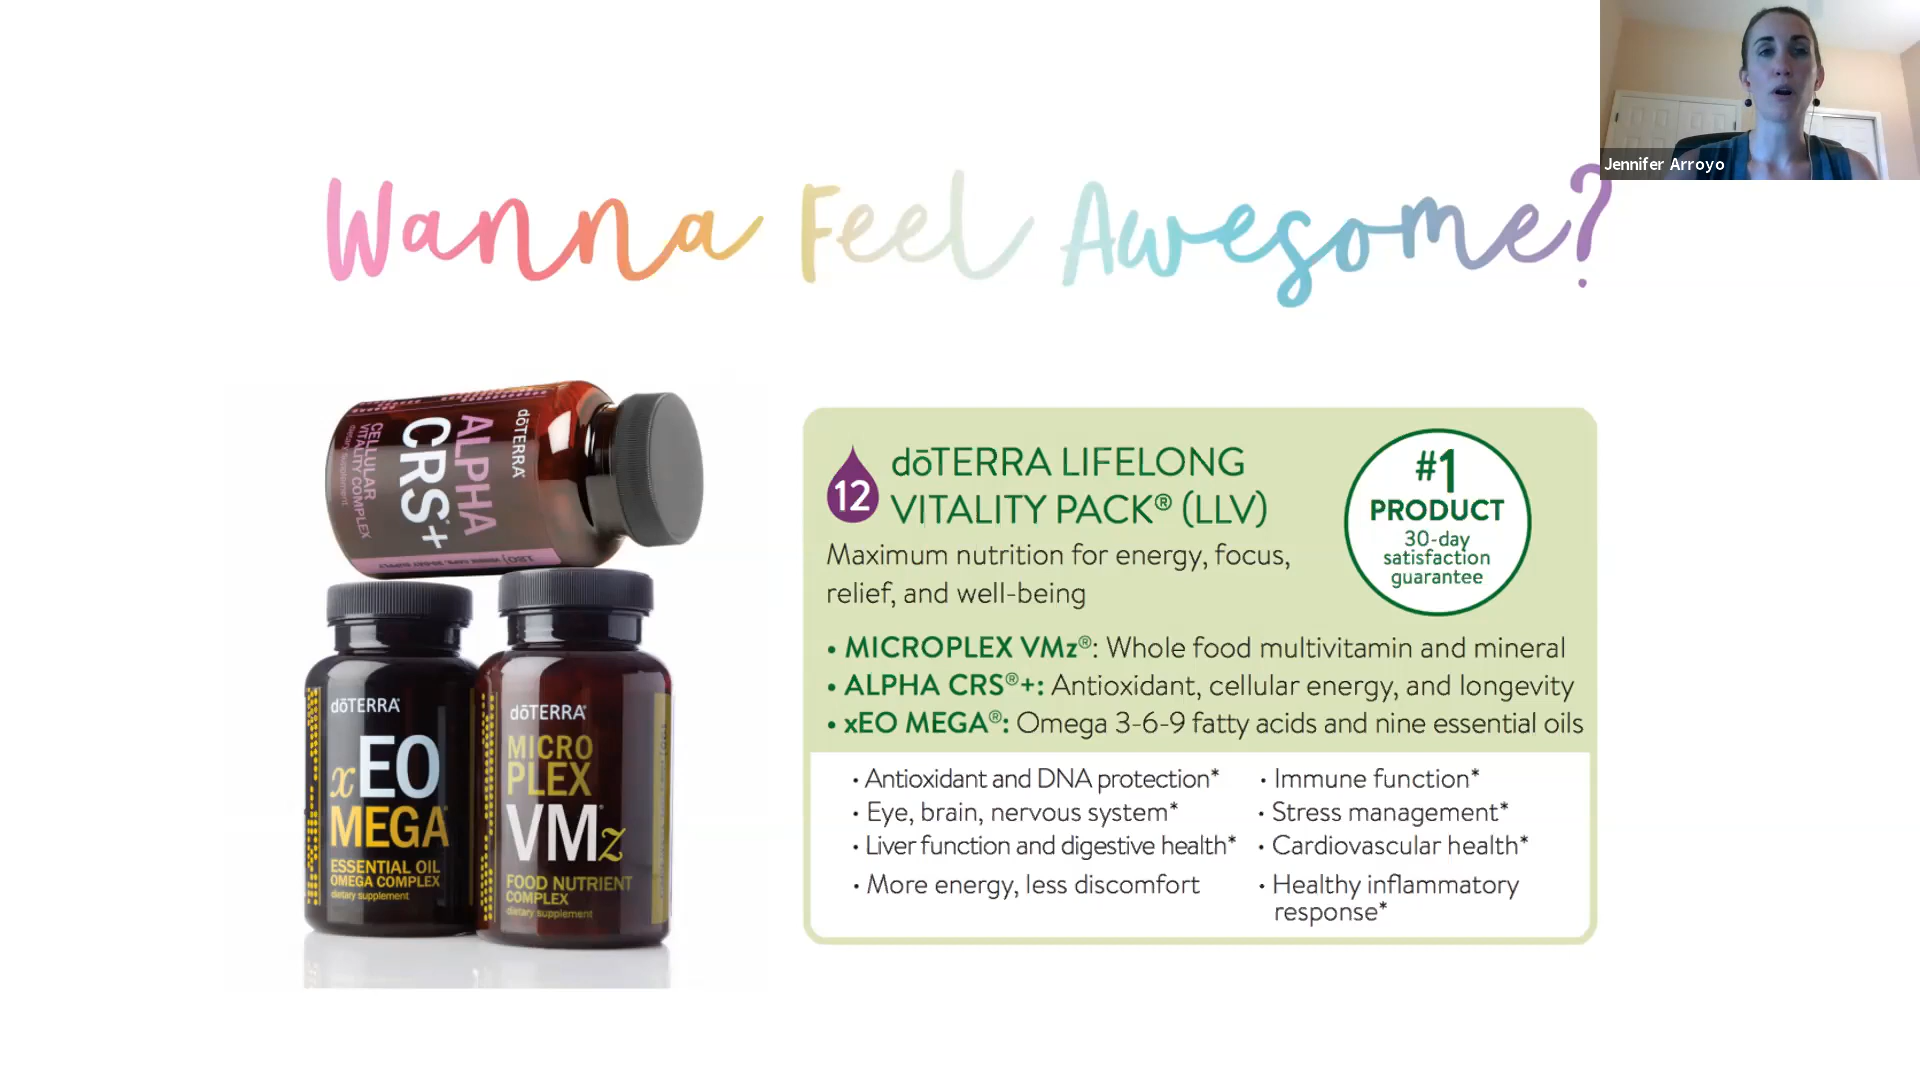 Jennifer Arroyo
Wanna Feel Awesome?
dōTERRA
ALPHA
CRS+
CELLULAR
VITALITY COMPLEX
dietary supplement
dōTERRA
xEO
MEGA
ESSENTIAL OIL
OMEGA COMPLEX
dietary supplement
dōTERRA
MICRO
PLEX
VMz
FOOD NUTRIENT
COMPLEX
dietary supplement
12
dōTERRA LIFELONG
VITALITY PACK® (LLV)
Maximum nutrition for energy, focus,
relief, and well-being
#1
PRODUCT
30-day
satisfaction
guarantee
• MICROPLEX VMz®: Whole food multivitamin and mineral
• ALPHA CRS®+: Antioxidant, cellular energy, and longevity
• xEO MEGA®: Omega 3-6-9 fatty acids and nine essential oils
• Antioxidant and DNA protection*
• Eye, brain, nervous system*
• Liver function and digestive health*
• More energy, less discomfort
• Immune function*
• Stress management*
• Cardiovascular health*
• Healthy inflammatory
response*